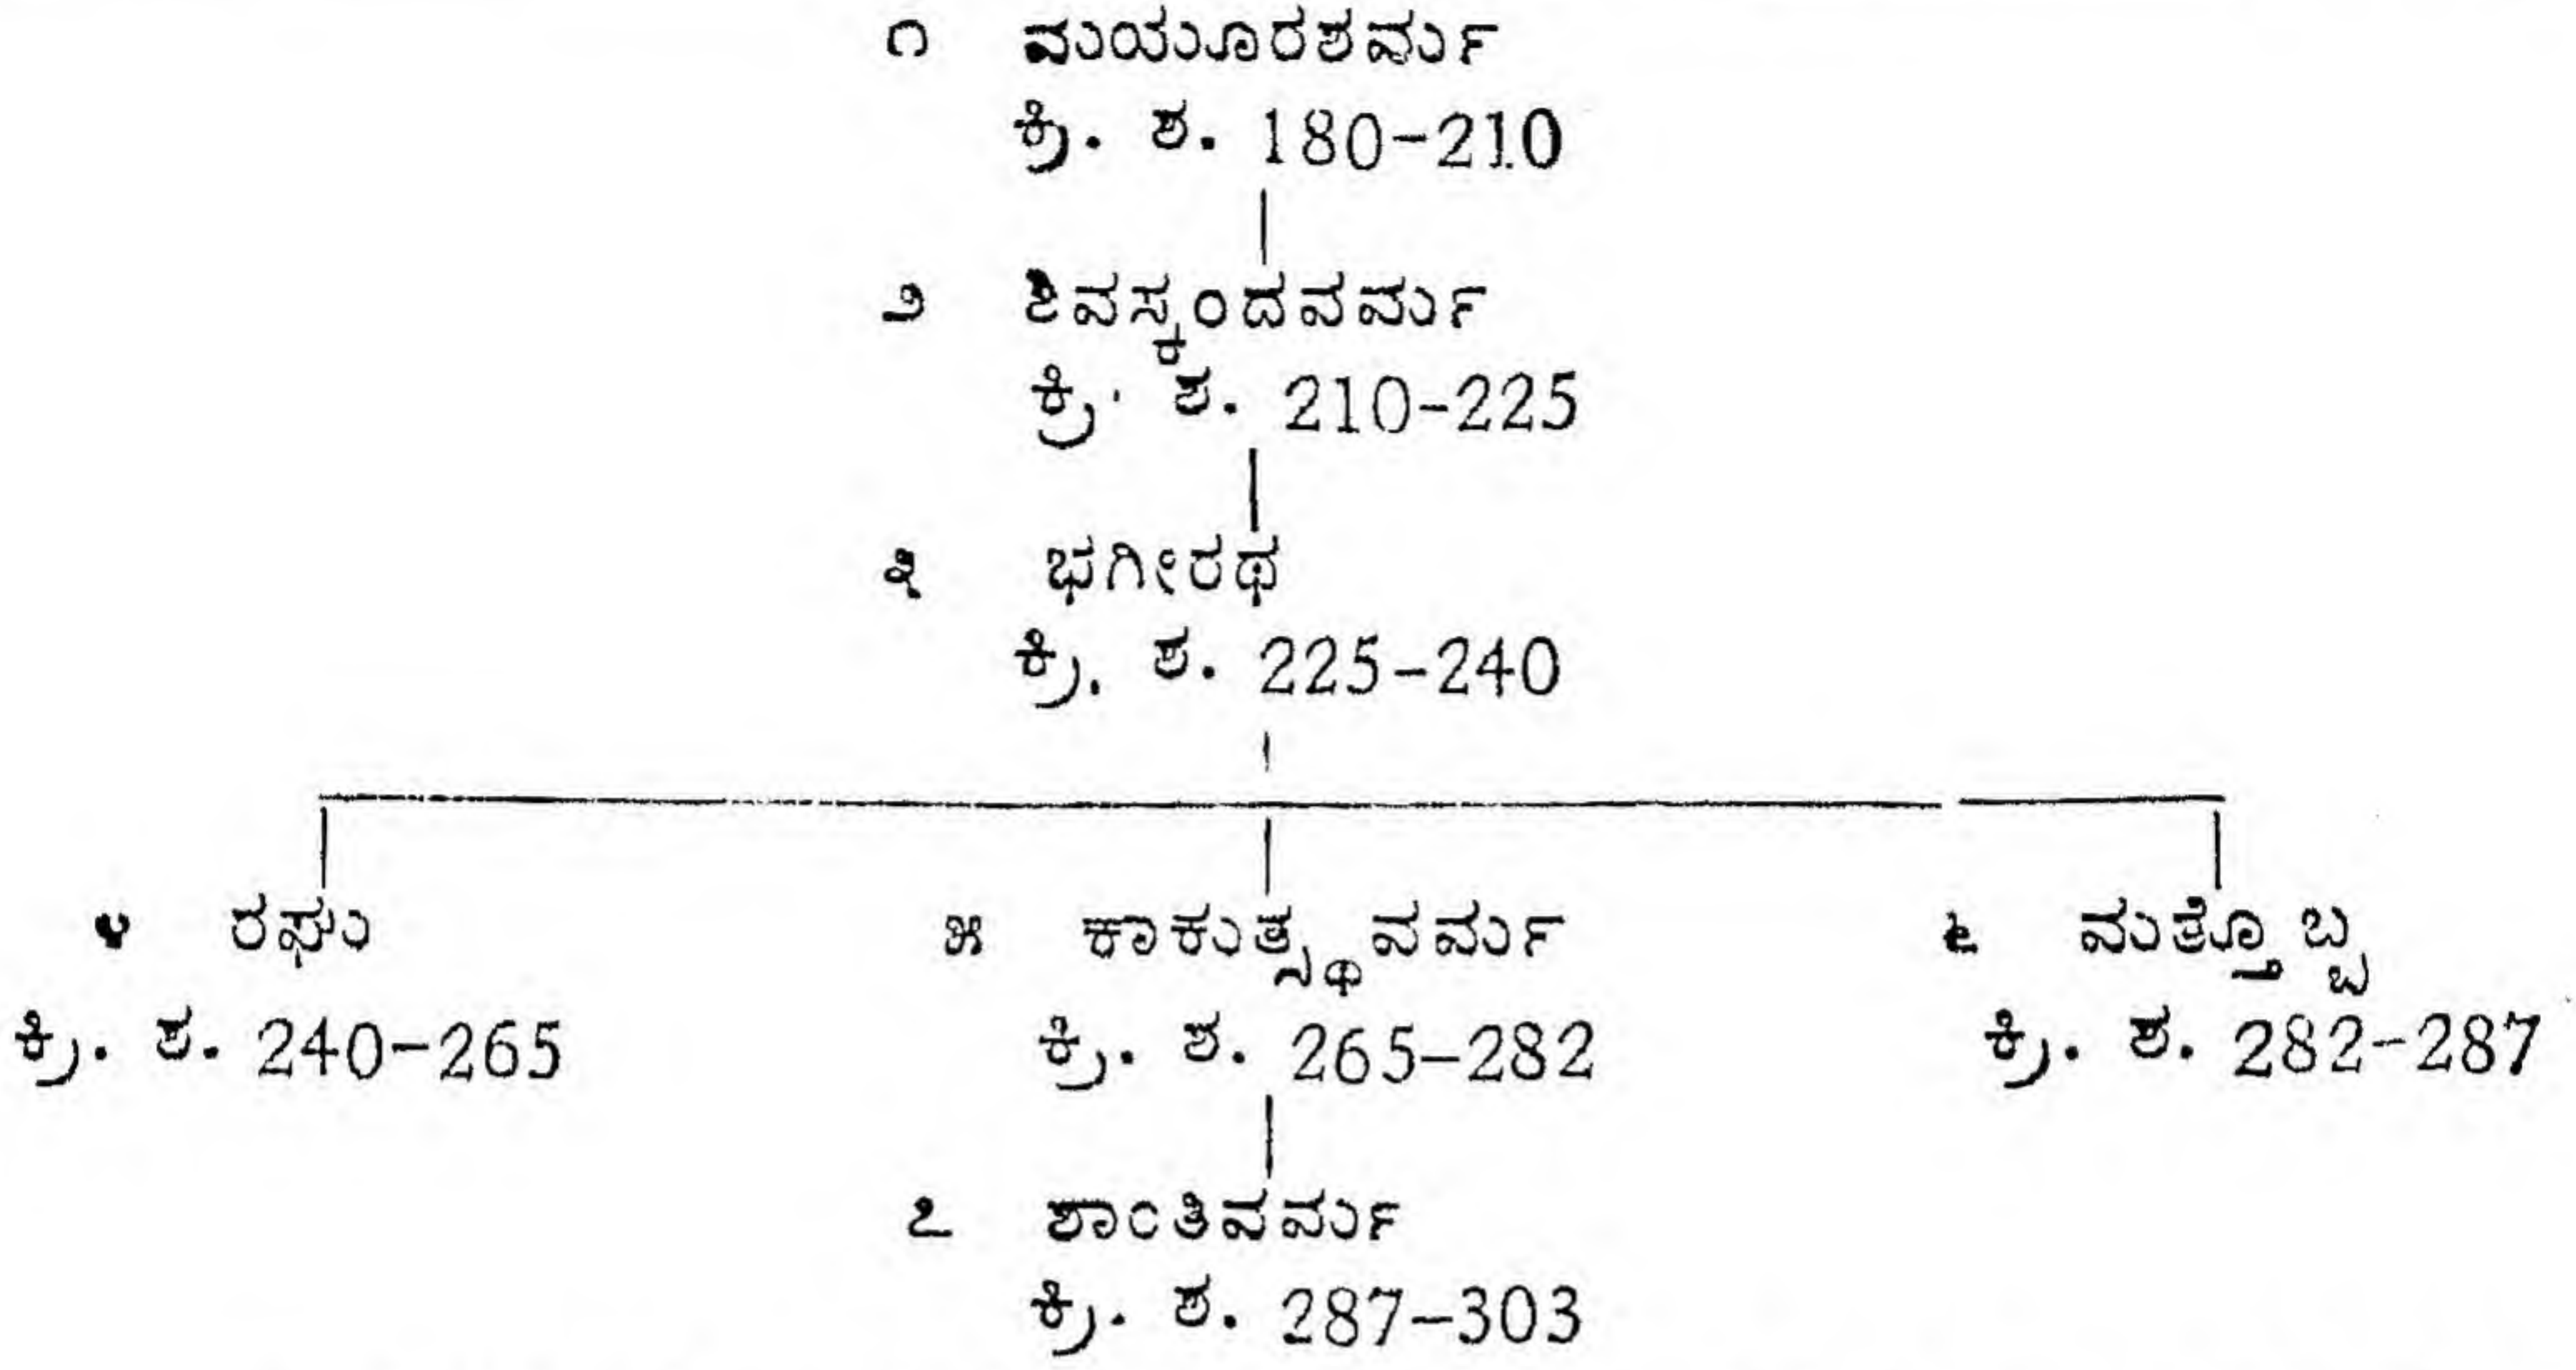 ೧ ಮಯೂರಶರ್ಮ
ಕ್ರಿ. ಶ. 180-210
೨ ಶಿವಸ್ಕಂದವರ್ಮ
ಕ್ರಿ. ಶ. 210-225
೩ ಭಗೀರಥ
ಕ್ರಿ. ಶ. 225-240
೪ ರಘು ೫ ಕಾಕುತ್ಸ್ಥವರ್ಮ ೬ ಮತ್ತೊಬ್ಬ
ಕ್ರಿ. ಶ. 240-265 ಕ್ರಿ. ಶ. 265-282 ಕ್ರಿ. ಶ. 282-287
೭ ಶಾಂತಿವರ್ಮ
ಕ್ರಿ. ಶ. 287-303